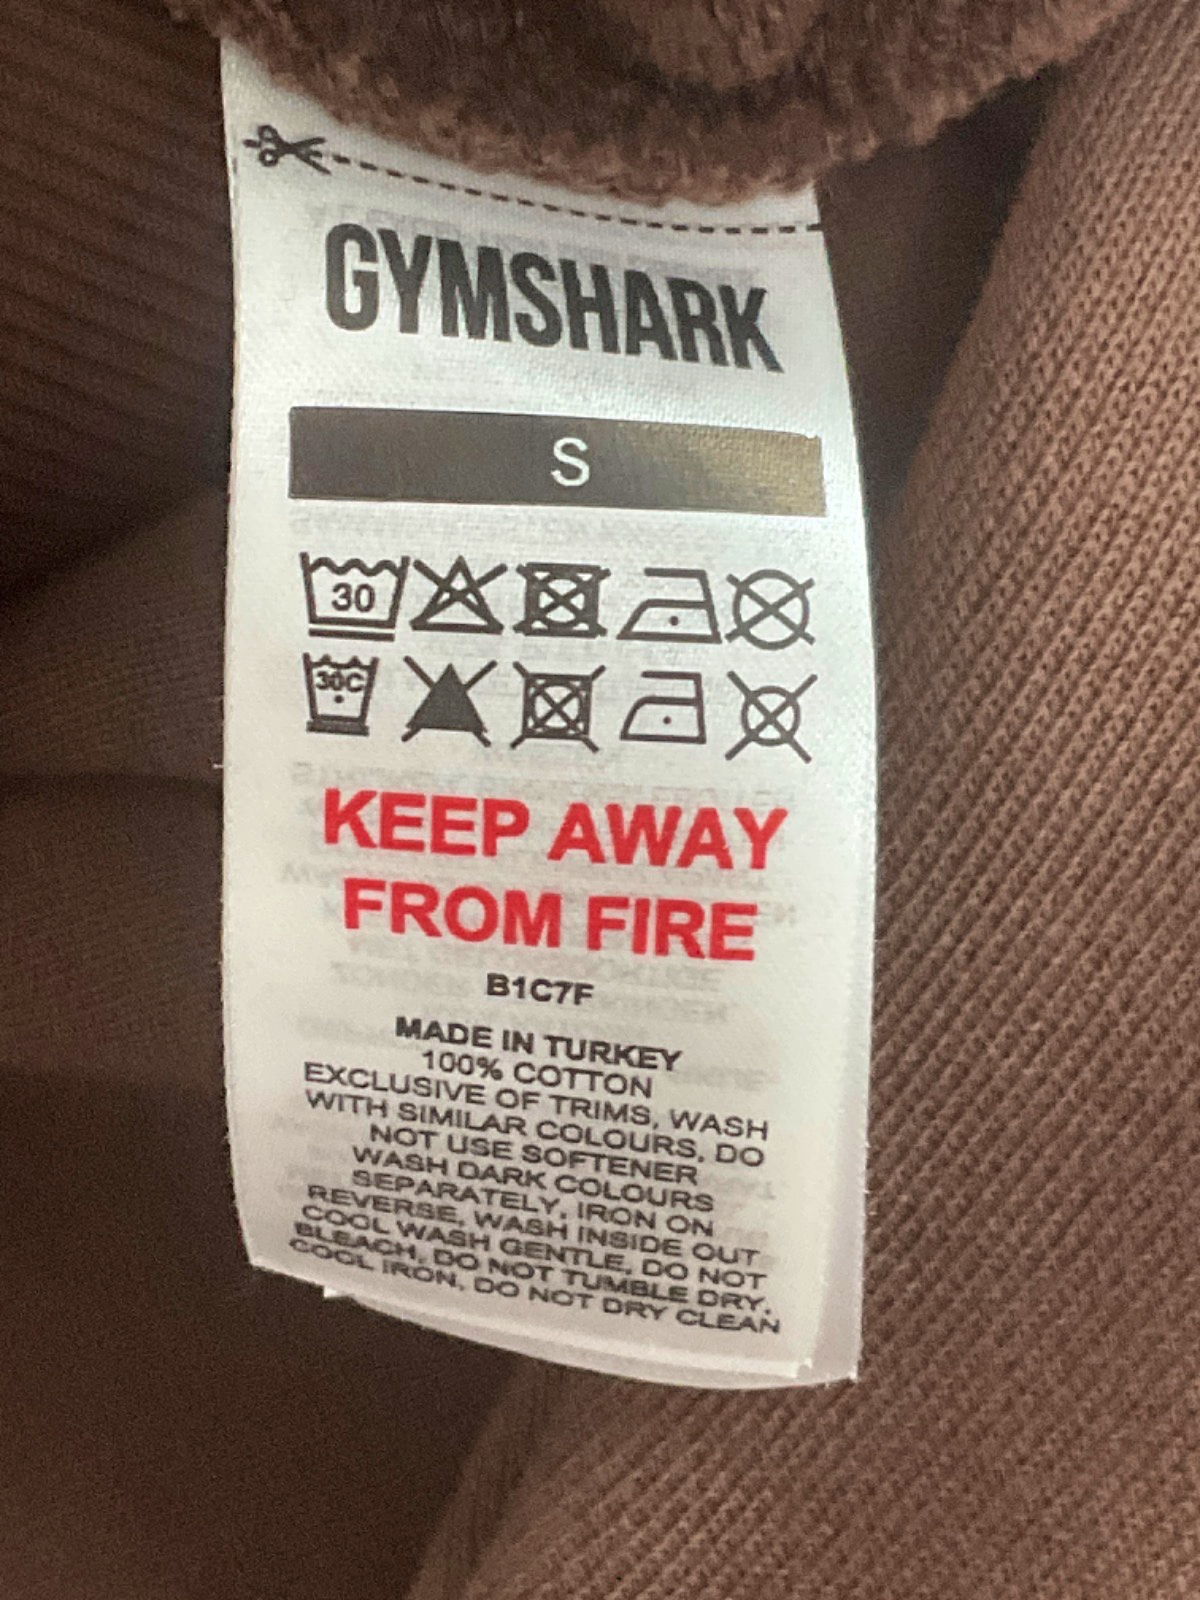 GYMSHARK
S
30
30C
KEEP AWAY
FROM FIRE
B1C7F
MADE IN TURKEY
100% COTTON
EXCLUSIVE OF TRIMS, WASH
WITH SIMILAR COLOURS, DO
NOT USE SOFTENER
WASH DARK COLOURS
SEPARATELY, IRON ON
REVERSE, WASH INSIDE OUT
COOL WASH GENTLE, DO NOT
BLEACH, DO NOT TUMBLE DRY,
COOL IRON, DO NOT DRY CLEAN